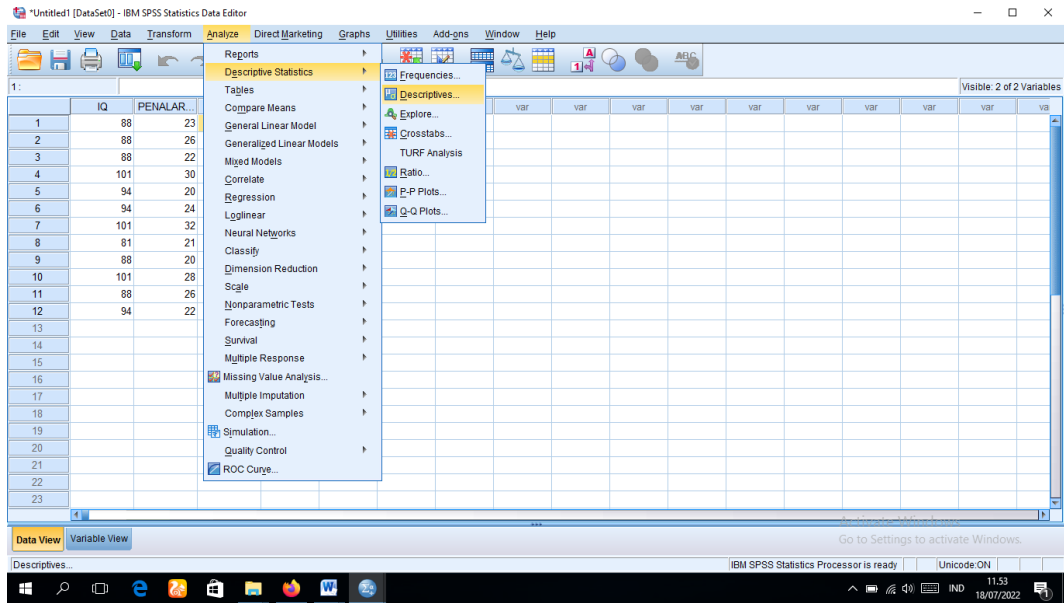 *Untitled1 [DataSet0] - IBM SPSS Statistics Data Editor
File Edit View Data Transform Analyze Direct Marketing Graphs Utilities Add-ons Window Help
1 :
Visible: 2 of 2 Variables
IQ PENALAR... var var var var var var var var va
1 88 23
2 88 26
3 88 22
4 101 30
5 94 20
6 94 24
7 101 32
8 81 21
9 88 20
10 101 28
11 88 26
12 94 22
13
14
15
16
17
18
19
20
21
22
23
Reports
Descriptive Statistics
Tables
Compare Means
General Linear Model
Generalized Linear Models
Mixed Models
Correlate
Regression
Loglinear
Neural Networks
Classify
Dimension Reduction
Scale
Nonparametric Tests
Forecasting
Survival
Multiple Response
Missing Value Analysis...
Multiple Imputation
Complex Samples
Simulation...
Quality Control
ROC Curve...
Frequencies...
Descriptives...
Explore...
Crosstabs...
TURF Analysis
Ratio...
P-P Plots...
Q-Q Plots...
Data View Variable View
Activate Windows
Go to Settings to activate Windows.
Descriptives...
IBM SPSS Statistics Processor is ready Unicode:ON
IND
11.53
18/07/2022